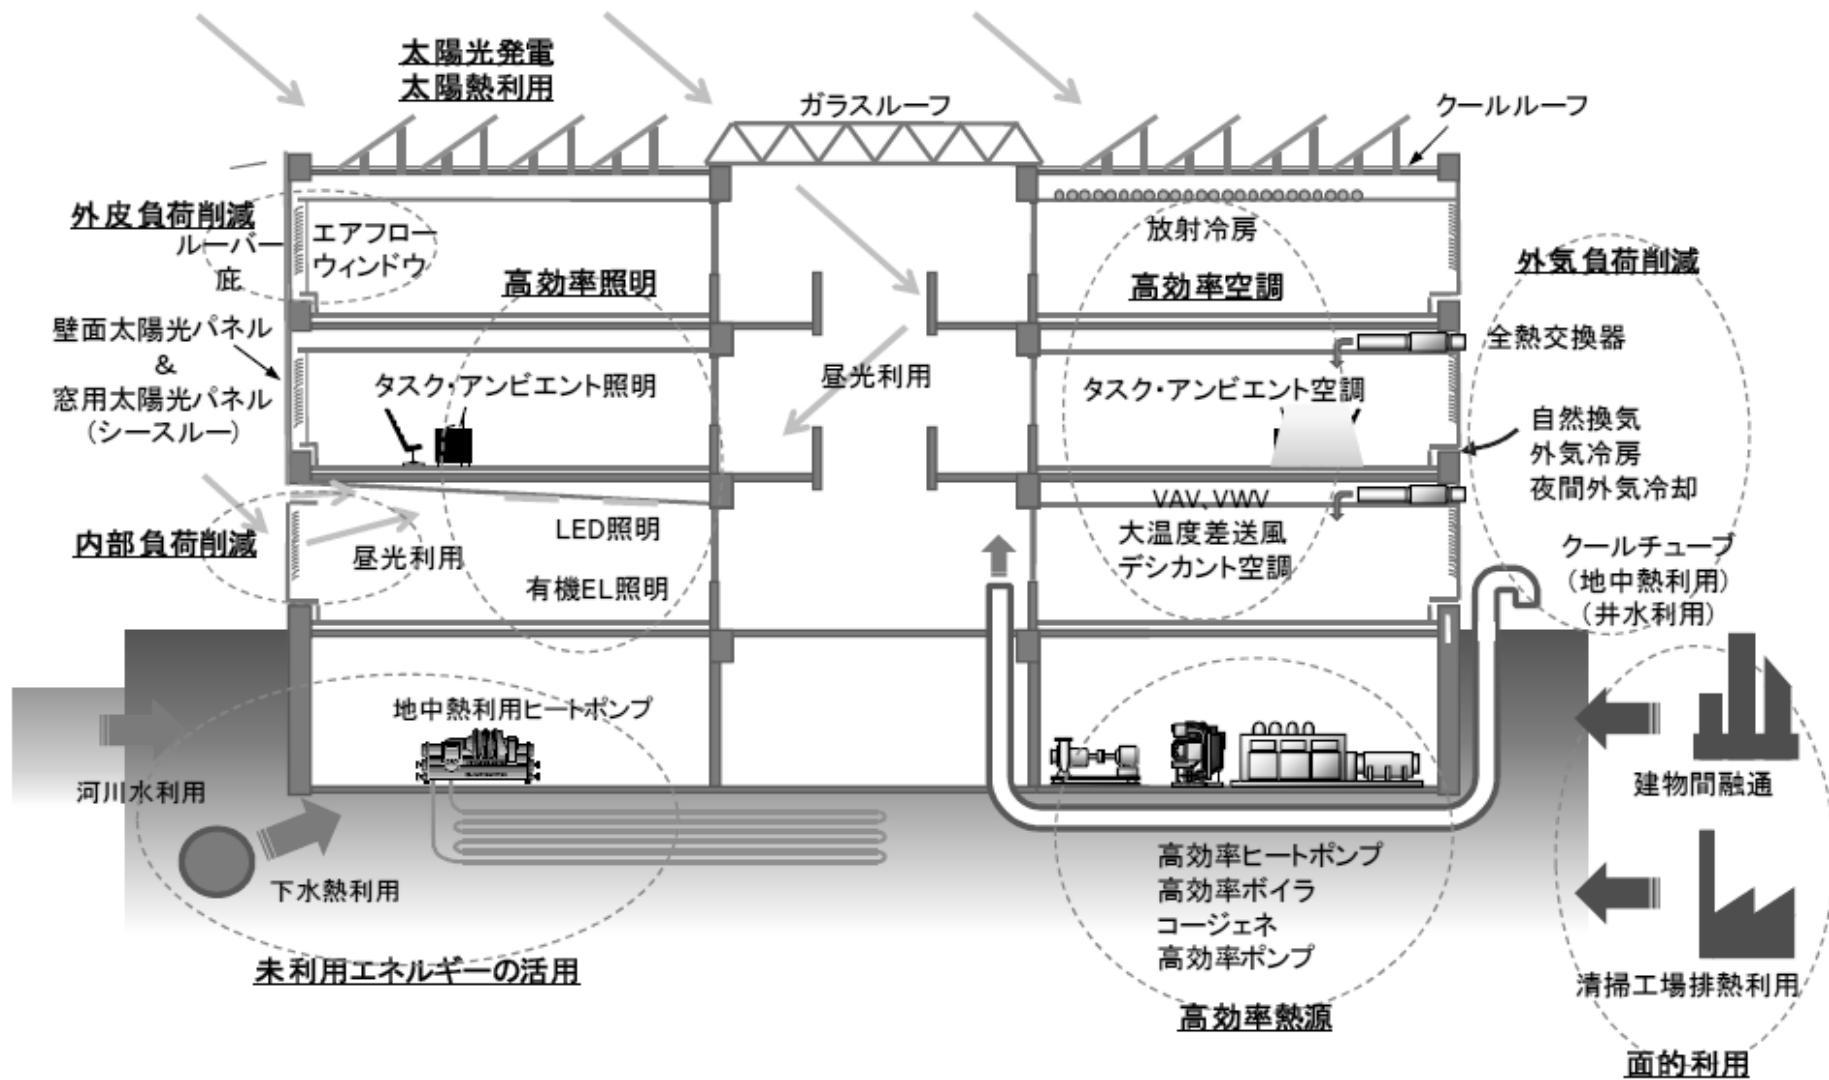 太陽光発電
太陽熱利用
ガラスルーフ
クールルーフ
外皮負荷削減
ルーバー
庇
エアフロー
ウィンドウ
高効率照明
放射冷房
高効率空調
外気負荷削減
壁面太陽光パネル
&
窓用太陽光パネル
(シースルー)
タスク・アンビエント照明
昼光利用
タスク・アンビエント空調
全熱交換器
自然換気
外気冷房
夜間外気冷却
内部負荷削減
昼光利用
LED照明
有機EL照明
VAV、VWV
大温度差送風
デシカント空調
クールチューブ
(地中熱利用)
(井水利用)
地中熱利用ヒートポンプ
河川水利用
下水熱利用
未利用エネルギーの活用
高効率ヒートポンプ
高効率ボイラ
コージェネ
高効率ポンプ
高効率熱源
建物間融通
清掃工場排熱利用
面的利用